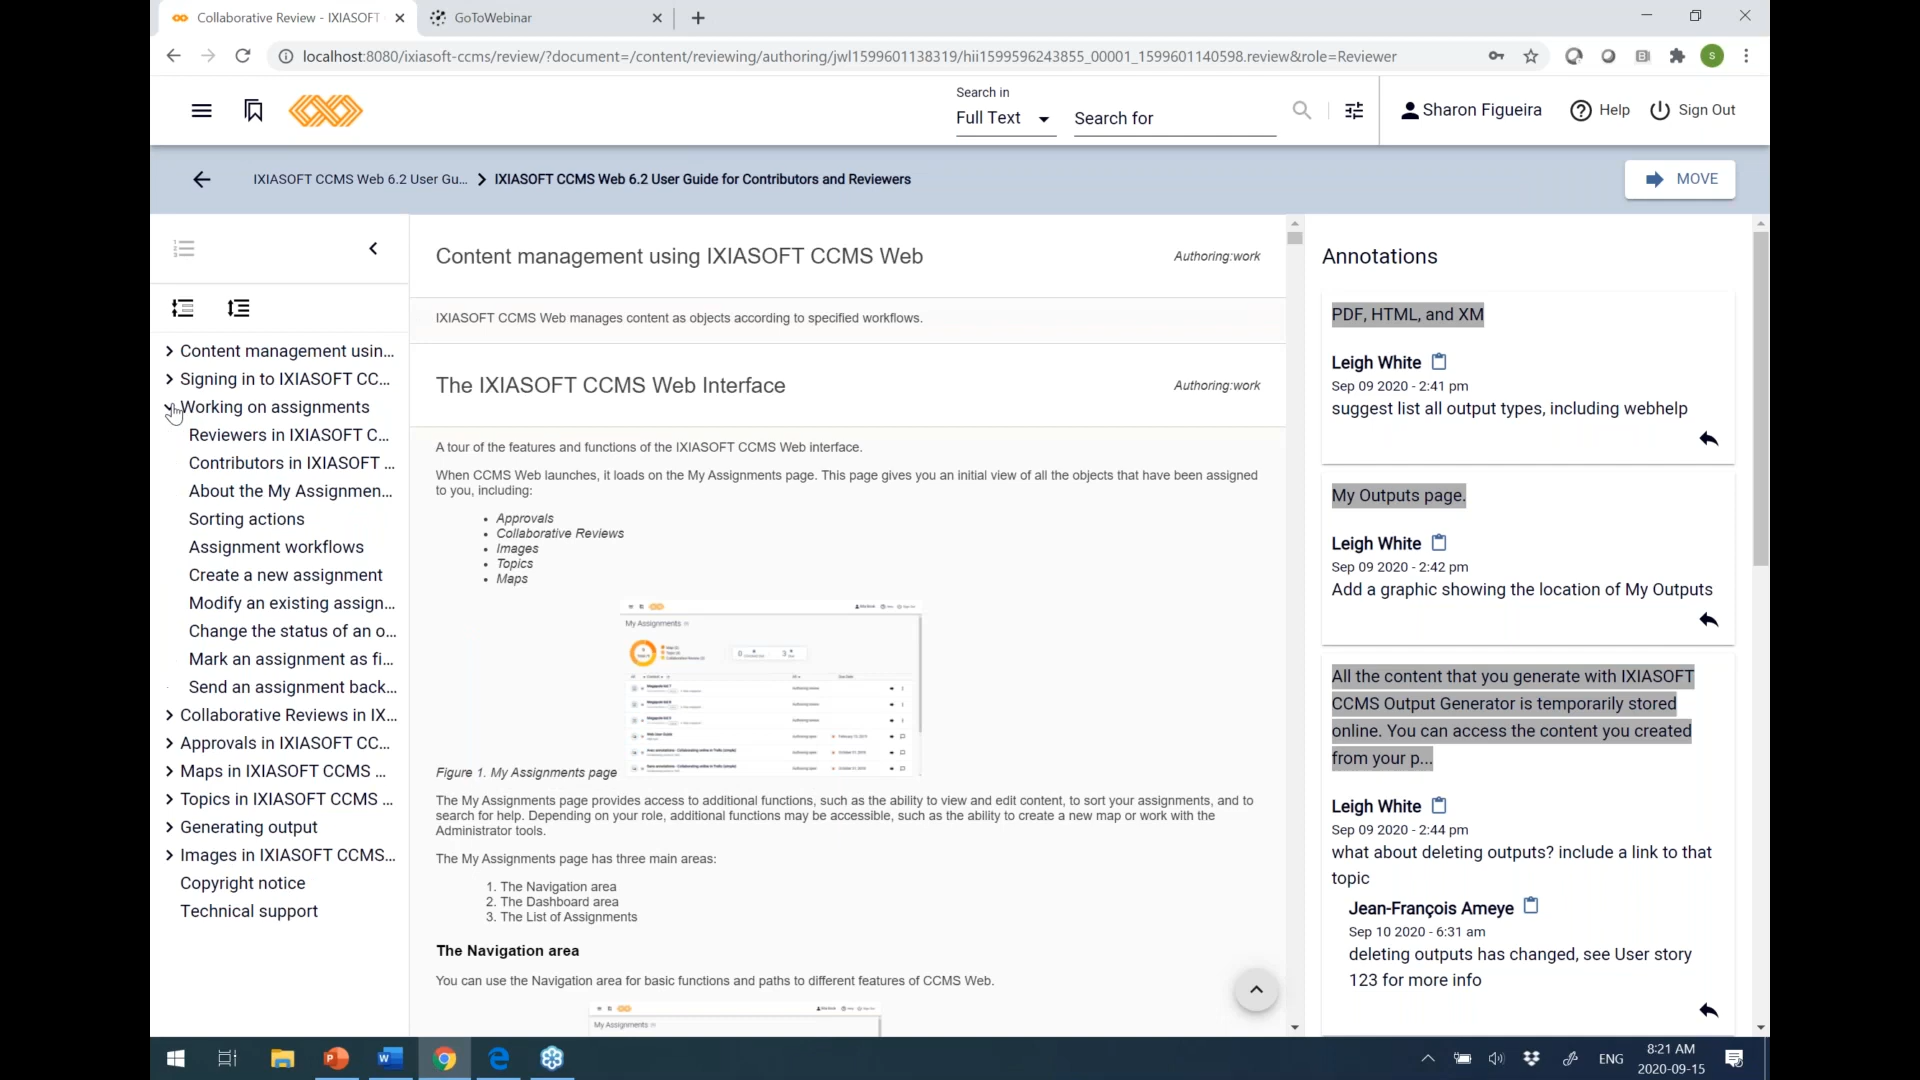 Collaborative Review - IXIASOFT
GoToWebinar
localhost:8080/ixiasoft-ccms/review/?document=/content/reviewing/authoring/jwl1599601138319/hii1599596243855_00001_1599601140598.review&role=Reviewer
S
Search in
Full Text
Search for
Sharon Figueira
Help
Sign Out
IXIASOFT CCMS Web 6.2 User Gu...
IXIASOFT CCMS Web 6.2 User Guide for Contributors and Reviewers
MOVE
Content management usin...
Signing in to IXIASOFT CC...
Working on assignments
Reviewers in IXIASOFT C...
Contributors in IXIASOFT ...
About the My Assignmen...
Sorting actions
Assignment workflows
Create a new assignment
Modify an existing assign...
Change the status of an o...
Mark an assignment as fi...
Send an assignment back...
Collaborative Reviews in IX...
Approvals in IXIASOFT CC...
Maps in IXIASOFT CCMS ...
Topics in IXIASOFT CCMS ...
Generating output
Images in IXIASOFT CCMS...
Copyright notice
Technical support
Content management using IXIASOFT CCMS Web
Authoring:work
IXIASOFT CCMS Web manages content as objects according to specified workflows.
The IXIASOFT CCMS Web Interface
Authoring:work
A tour of the features and functions of the IXIASOFT CCMS Web interface.
When CCMS Web launches, it loads on the My Assignments page. This page gives you an initial view of all the objects that have been assigned
to you, including:
• Approvals
• Collaborative Reviews
• Images
• Topics
• Maps
My Assignments
Figure 1. My Assignments page
The My Assignments page provides access to additional functions, such as the ability to view and edit content, to sort your assignments, and to
search for help. Depending on your role, additional functions may be accessible, such as the ability to create a new map or work with the
Administrator tools.
The My Assignments page has three main areas:
1. The Navigation area
2. The Dashboard area
3. The List of Assignments
The Navigation area
You can use the Navigation area for basic functions and paths to different features of CCMS Web.
My Assignments
Annotations
PDF, HTML, and XM
Leigh White
Sep 09 2020 - 2:41 pm
suggest list all output types, including webhelp
My Outputs page.
Leigh White
Sep 09 2020 - 2:42 pm
Add a graphic showing the location of My Outputs
All the content that you generate with IXIASOFT
CCMS Output Generator is temporarily stored
online. You can access the content you created
from your p...
Leigh White
Sep 09 2020 - 2:44 pm
what about deleting outputs? include a link to that
topic
Jean-François Ameye
Sep 10 2020 - 6:31 am
deleting outputs has changed, see User story
123 for more info
ENG
8:21 AM
2020-09-15